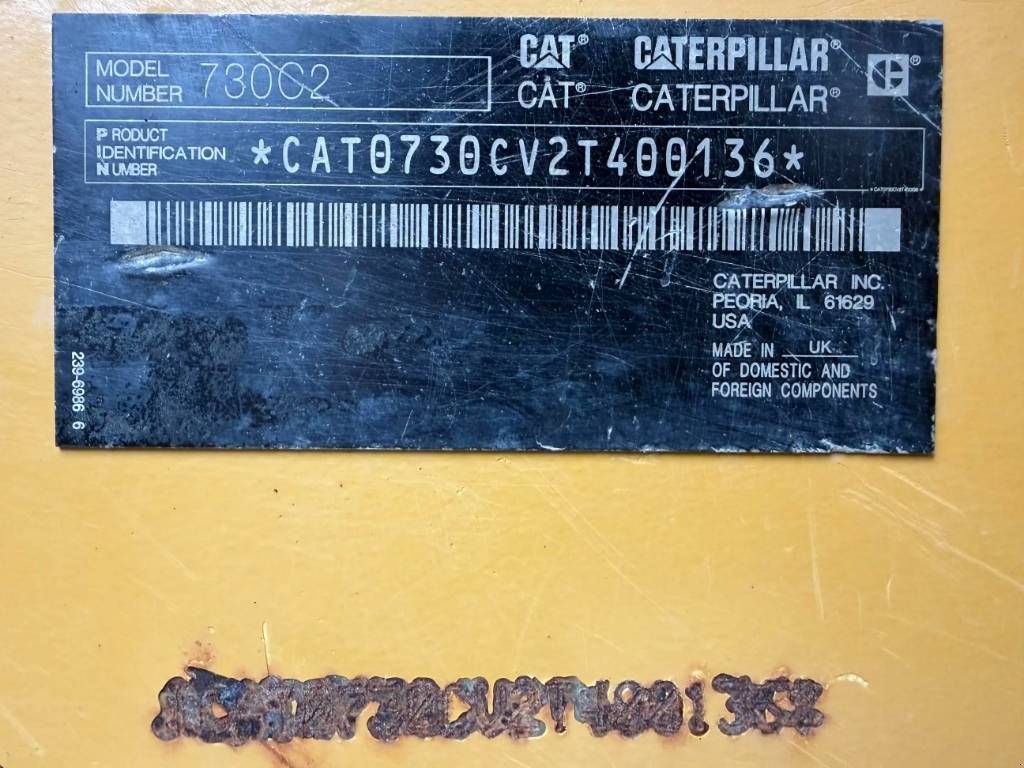 CAT® CATERPILLAR®
CAT® CATERPILLAR®
MODEL NUMBER 730C2
PRODUCT IDENTIFICATION NUMBER *CAT0730CV2T400136*
CATERPILLAR INC.
PEORIA, IL 61629
USA
MADE IN UK
OF DOMESTIC AND
FOREIGN COMPONENTS
239-6986 6